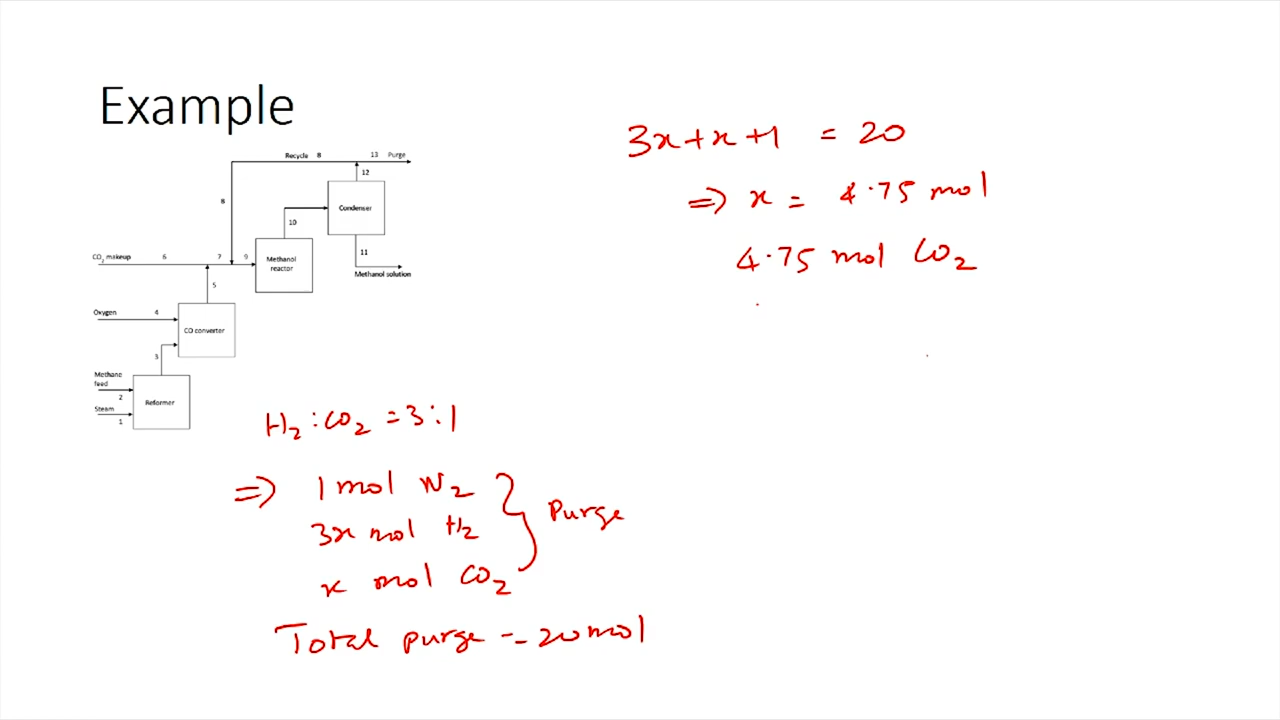 Example
Recycle 8
13 Purge
12
8
Condenser
10
CO2 makeup 6 7 9
Methanol
reactor
11
Methanol solution
5
Oxygen 4
CO converter
3
Methane
feed
2
Reformer
Steam
1
H2 : CO2 = 3 : 1
⇒ 1 mol N2
3x mol H2
x mol CO2
} Purge
Total purge = 20 mol
3x + x + 1 = 20
⇒ x = 4.75 mol
4.75 mol CO2